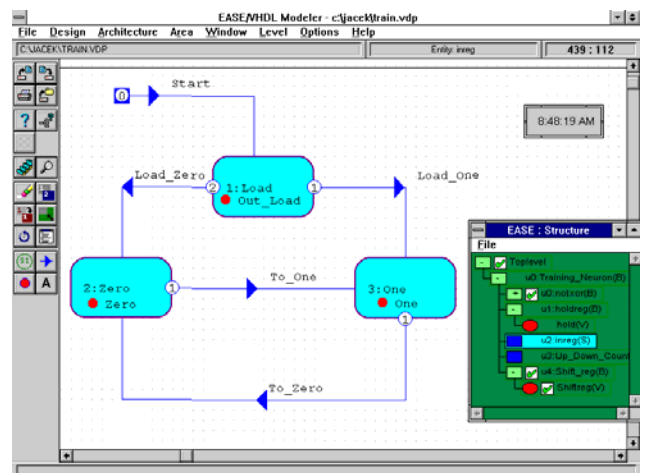 EASE/VHDL Modeler - c:\jacek\train.vdp
File Design Architecture Area Window Level Options Help
C:\JACEK\TRAIN.VDP Entity: inreg 439 : 112
Start
0
8:48:19 AM
Load_Zero
Load_One
2 1:Load 1
Out_Load
EASE : Structure
File
Toplevel
u0:Training_Neuron(B)
u0:notxor(B)
u1:holdreg(B)
hold(V)
u2:inreg(S)
u3:Up_Down_Count
u4:Shift_reg(B)
Shiftreg(V)
To_One
2:Zero 1
Zero
3:One
One
1
To_Zero
?
A